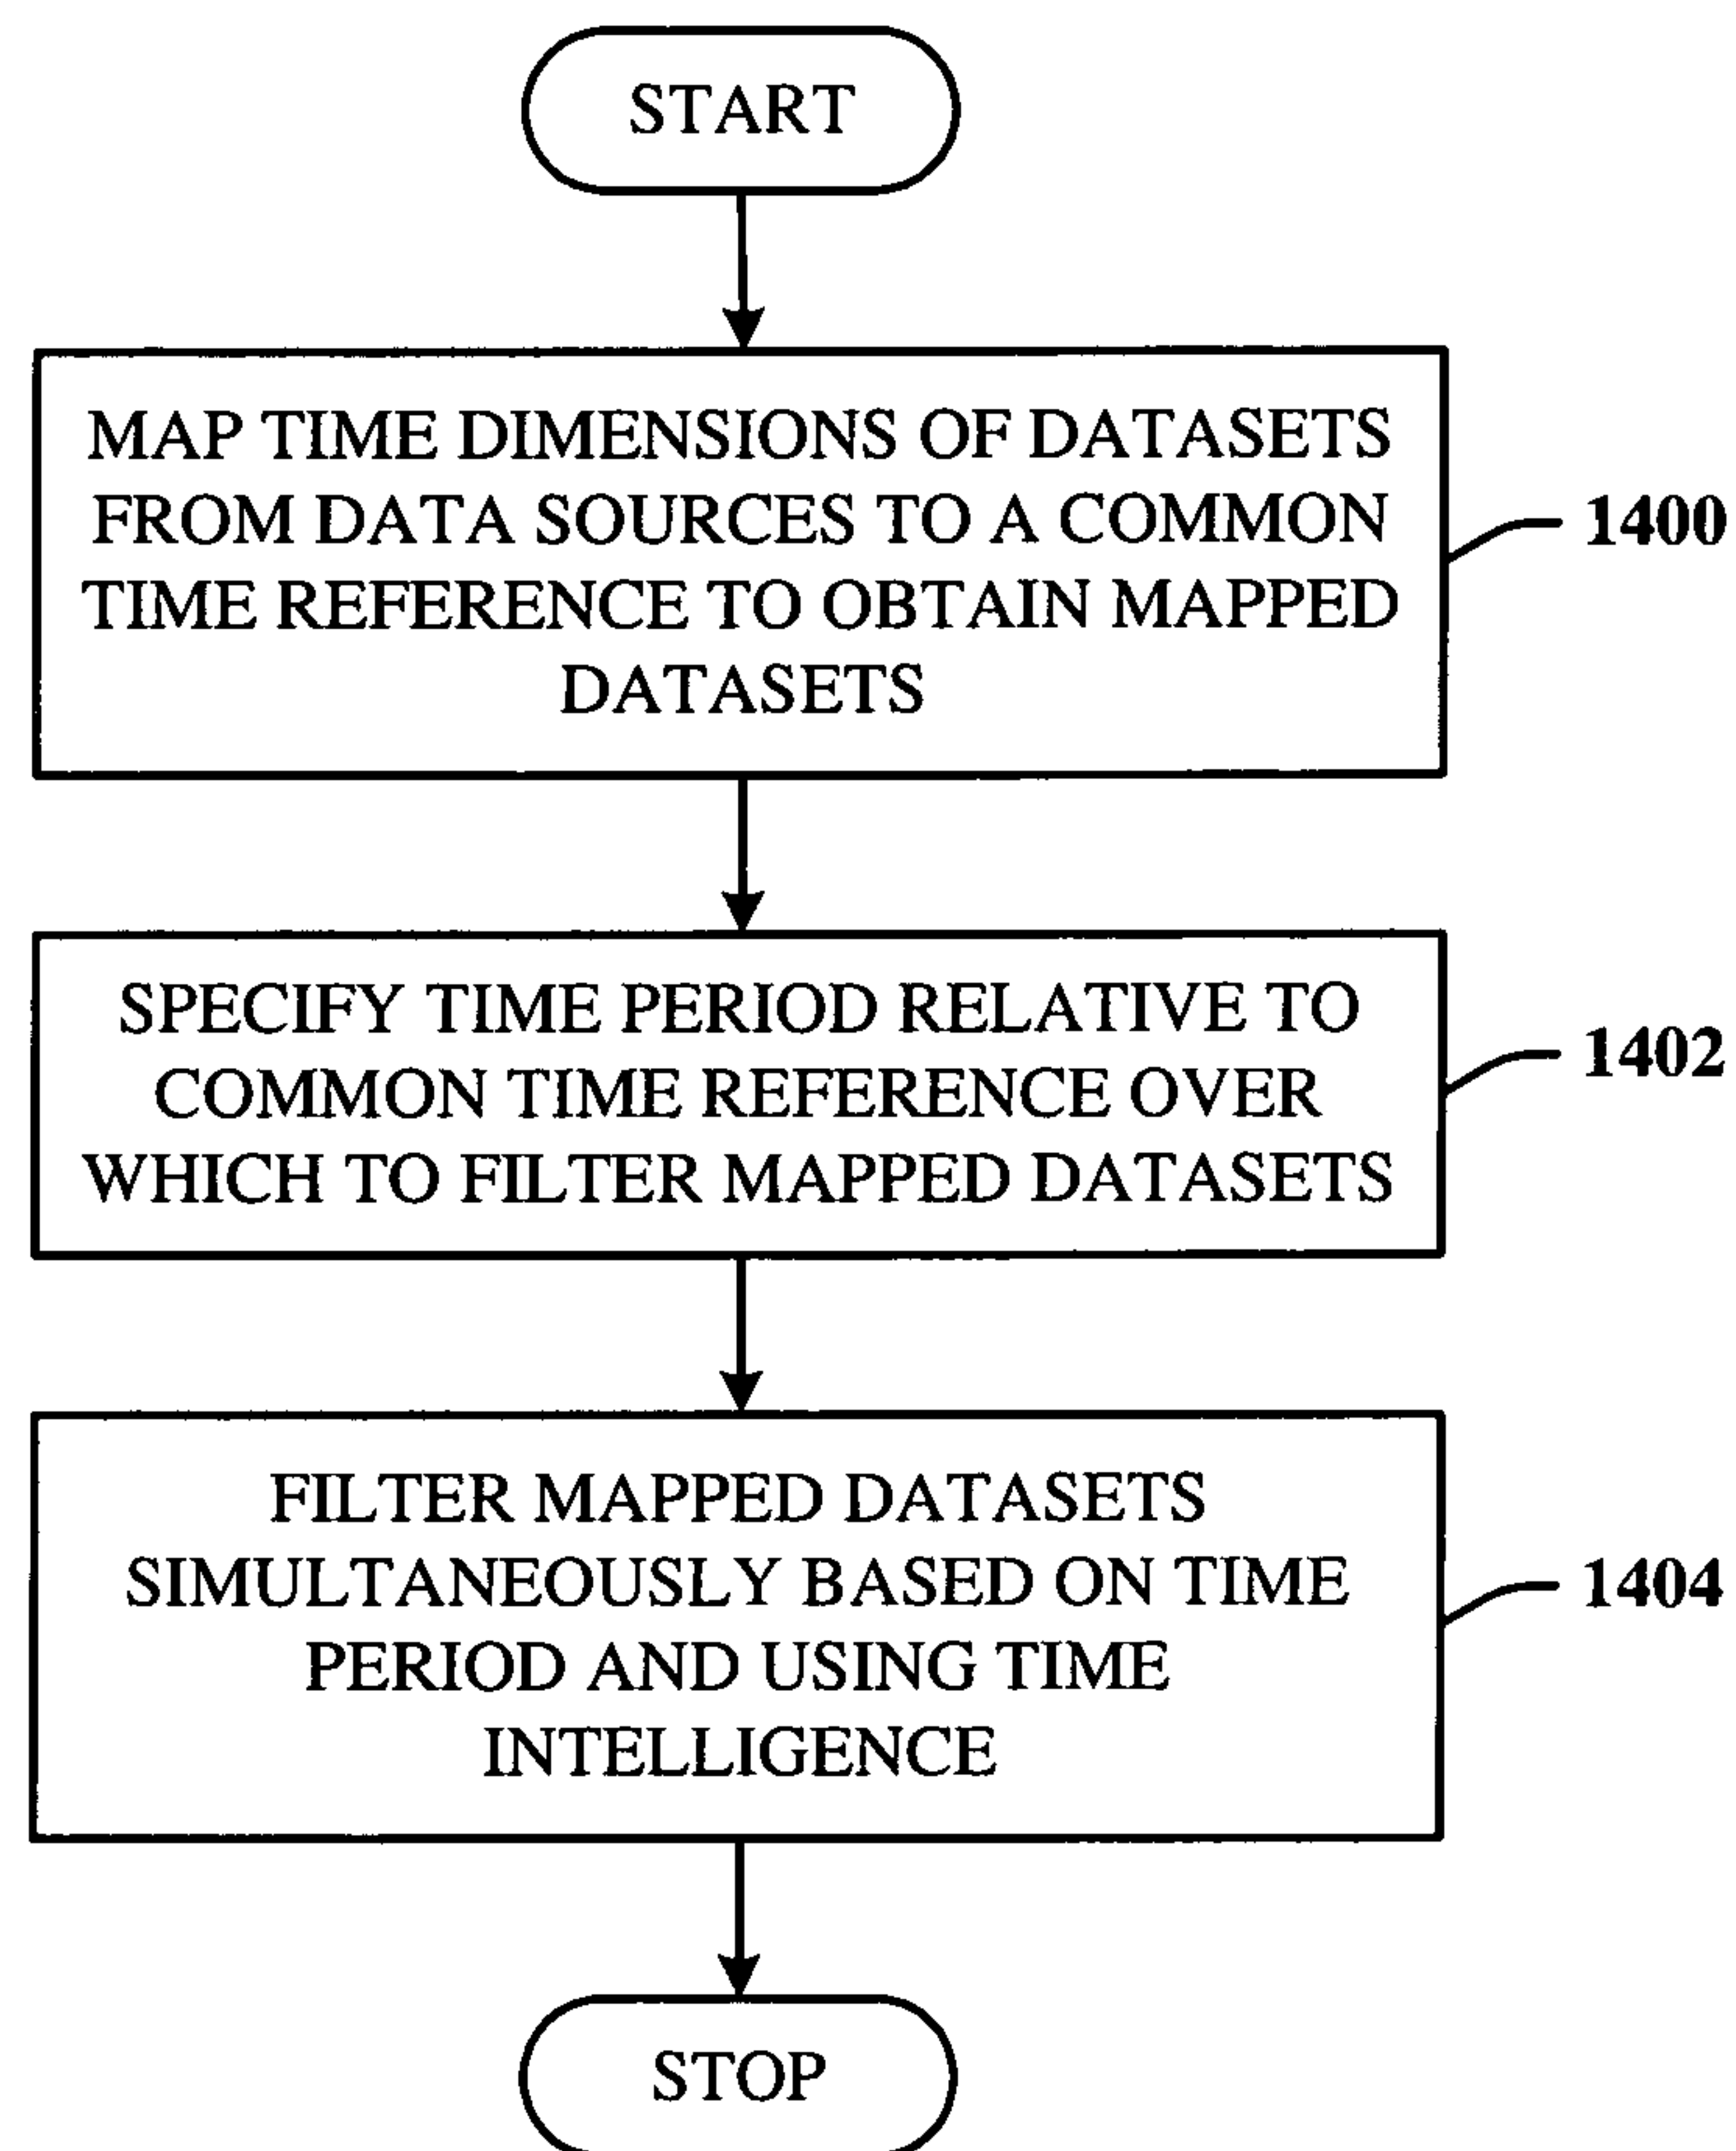 START
MAP TIME DIMENSIONS OF DATASETS
FROM DATA SOURCES TO A COMMON
TIME REFERENCE TO OBTAIN MAPPED
DATASETS
1400
SPECIFY TIME PERIOD RELATIVE TO
COMMON TIME REFERENCE OVER
WHICH TO FILTER MAPPED DATASETS
1402
FILTER MAPPED DATASETS
SIMULTANEOUSLY BASED ON TIME
PERIOD AND USING TIME
INTELLIGENCE
1404
STOP